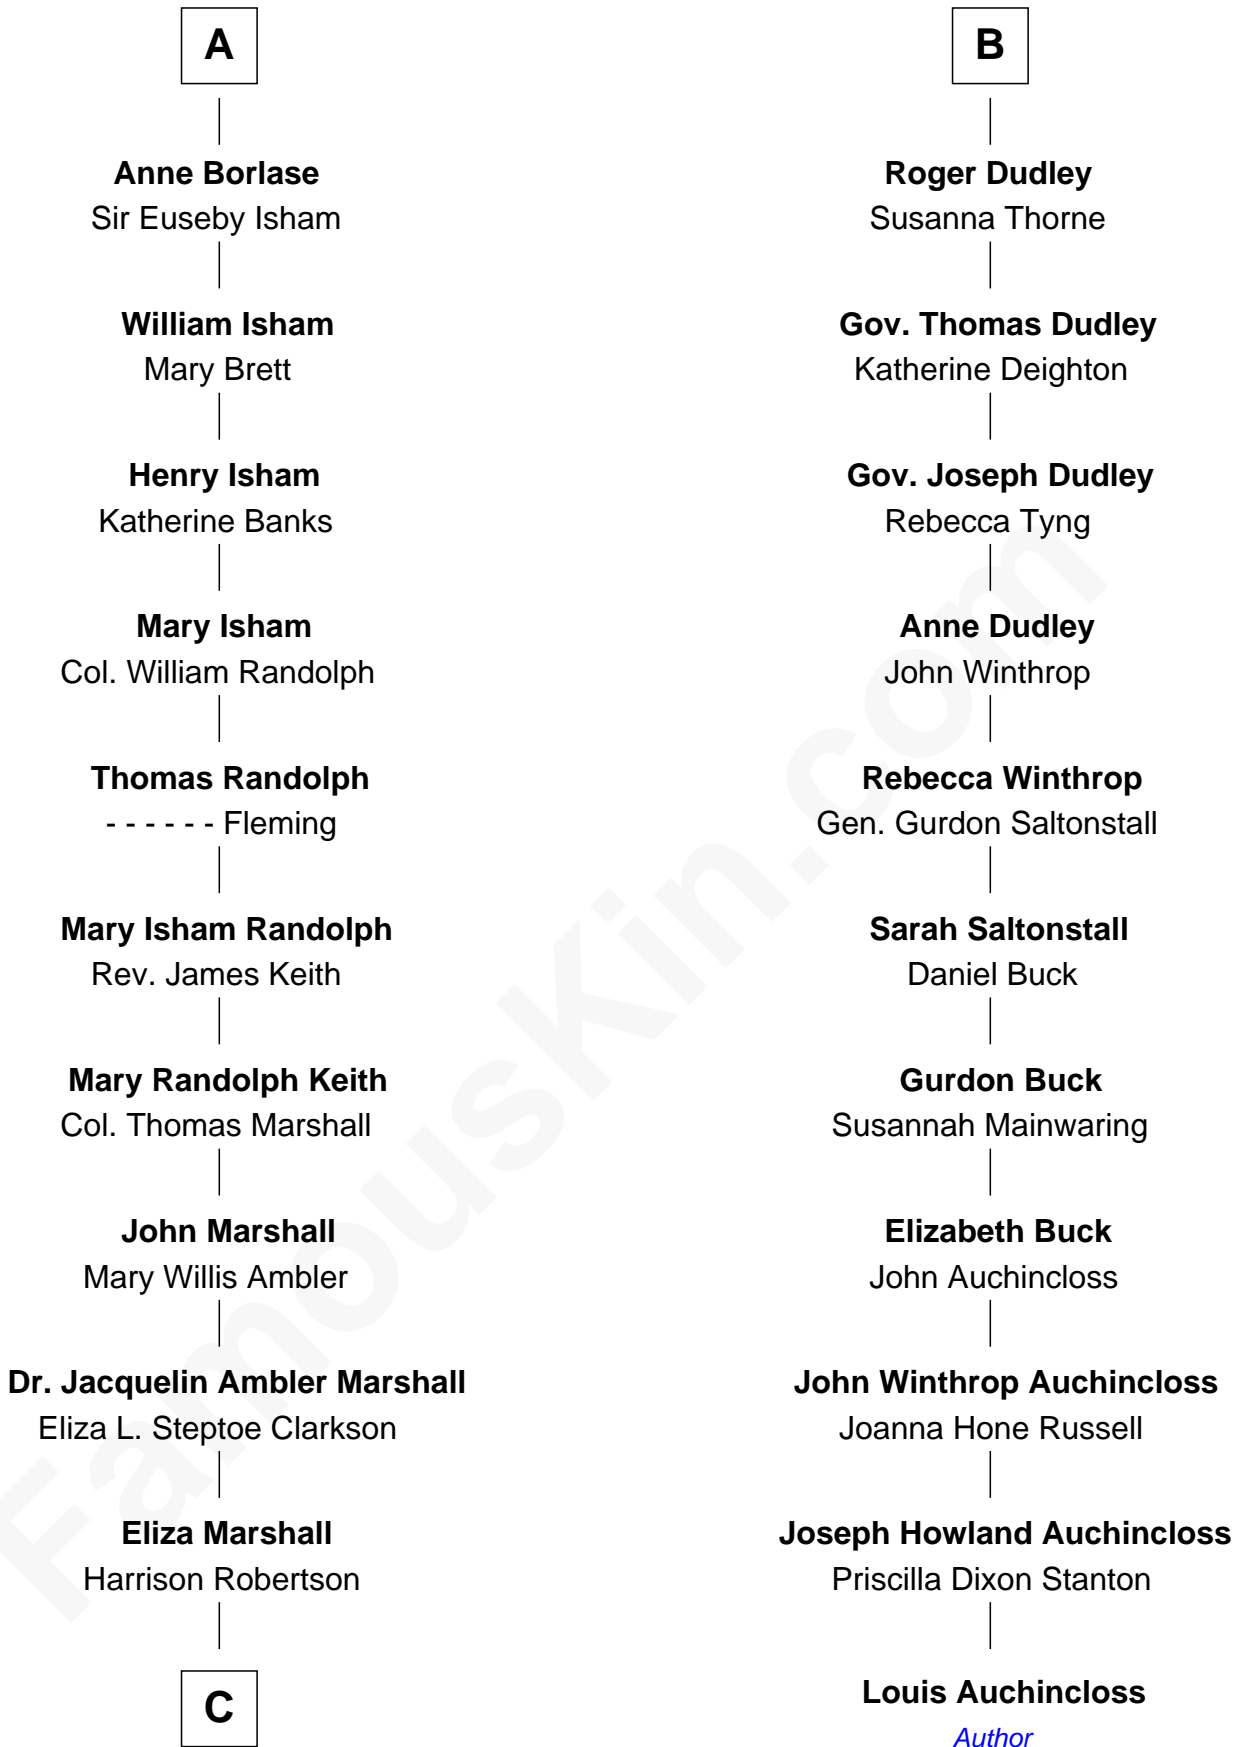 A
Anne Borlase
Sir Euseby Isham
William Isham
Mary Brett
Henry Isham
Katherine Banks
Mary Isham
Col. William Randolph
Thomas Randolph
- - - - - - Fleming
Mary Isham Randolph
Rev. James Keith
Mary Randolph Keith
Col. Thomas Marshall
John Marshall
Mary Willis Ambler
Dr. Jacquelin Ambler Marshall
Eliza L. Steptoe Clarkson
Eliza Marshall
Harrison Robertson
C
B
Roger Dudley
Susanna Thorne
Gov. Thomas Dudley
Katherine Deighton
Gov. Joseph Dudley
Rebecca Tyng
Anne Dudley
John Winthrop
Rebecca Winthrop
Gen. Gurdon Saltonstall
Sarah Saltonstall
Daniel Buck
Gurdon Buck
Susannah Mainwaring
Elizabeth Buck
John Auchincloss
John Winthrop Auchincloss
Joanna Hone Russell
Joseph Howland Auchincloss
Priscilla Dixon Stanton
Louis Auchincloss
Author
FamousKin.com